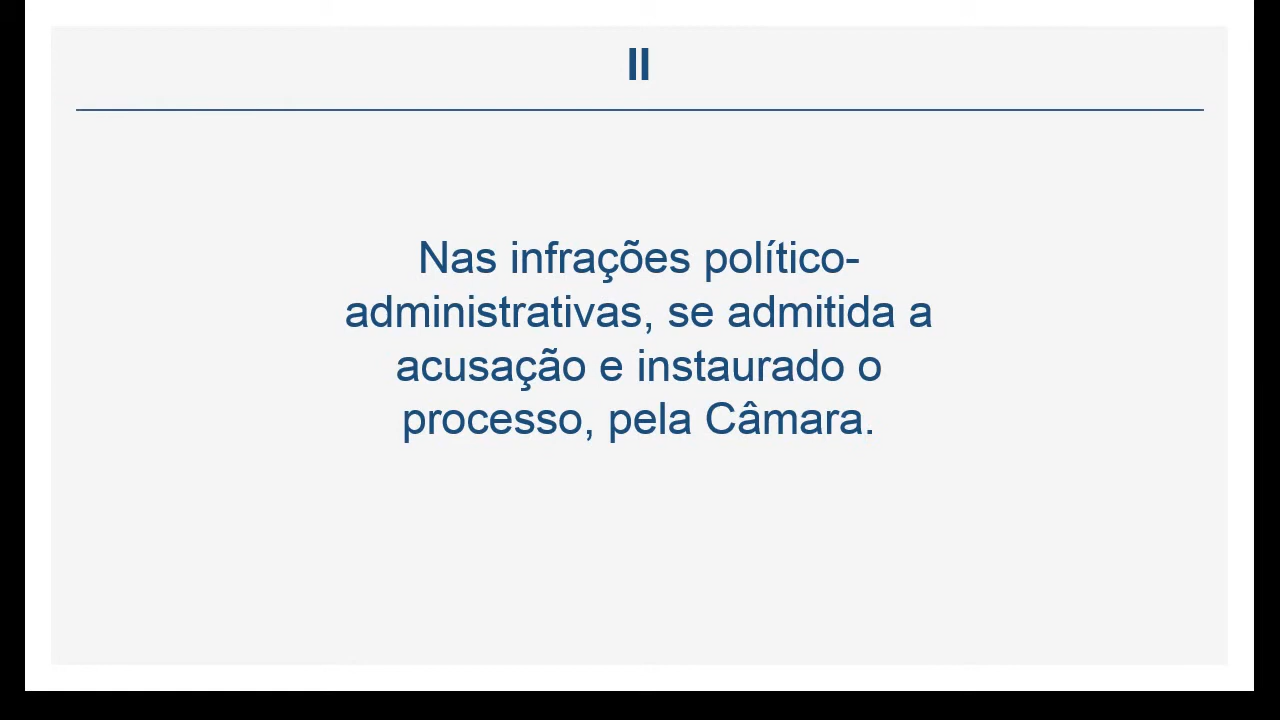 II
Nas infrações político-
administrativas, se admitida a
acusação e instaurado o
processo, pela Câmara.